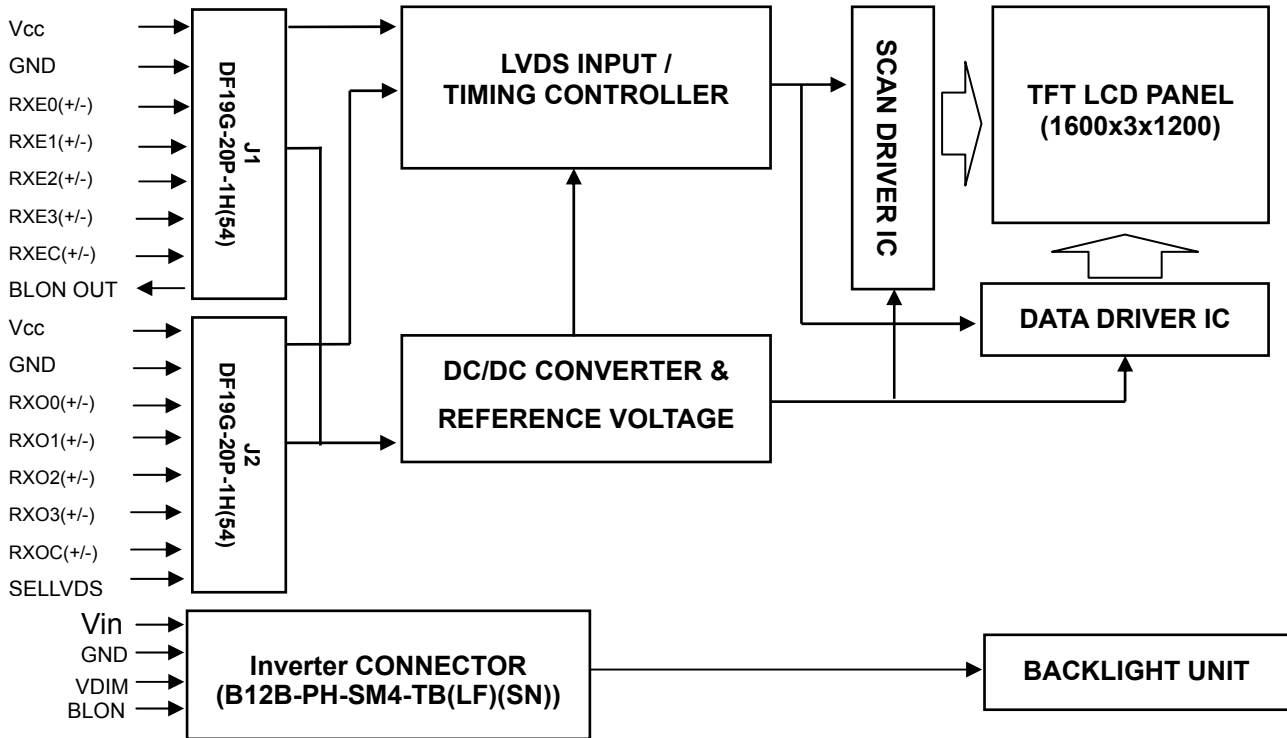 Vcc
GND
RXE0(+/-)
RXE1(+/-)
RXE2(+/-)
RXE3(+/-)
RXEC(+/-)
BLON OUT
J1
DF19G-20P-1H(54)
Vcc
GND
RXO0(+/-)
RXO1(+/-)
RXO2(+/-)
RXO3(+/-)
RXOC(+/-)
SELLVDS
J2
DF19G-20P-1H(54)
LVDS INPUT /
TIMING CONTROLLER
SCAN DRIVER IC
TFT LCD PANEL
(1600x3x1200)
DATA DRIVER IC
DC/DC CONVERTER &
REFERENCE VOLTAGE
Vin
GND
VDIM
BLON
Inverter CONNECTOR
(B12B-PH-SM4-TB(LF)(SN))
BACKLIGHT UNIT